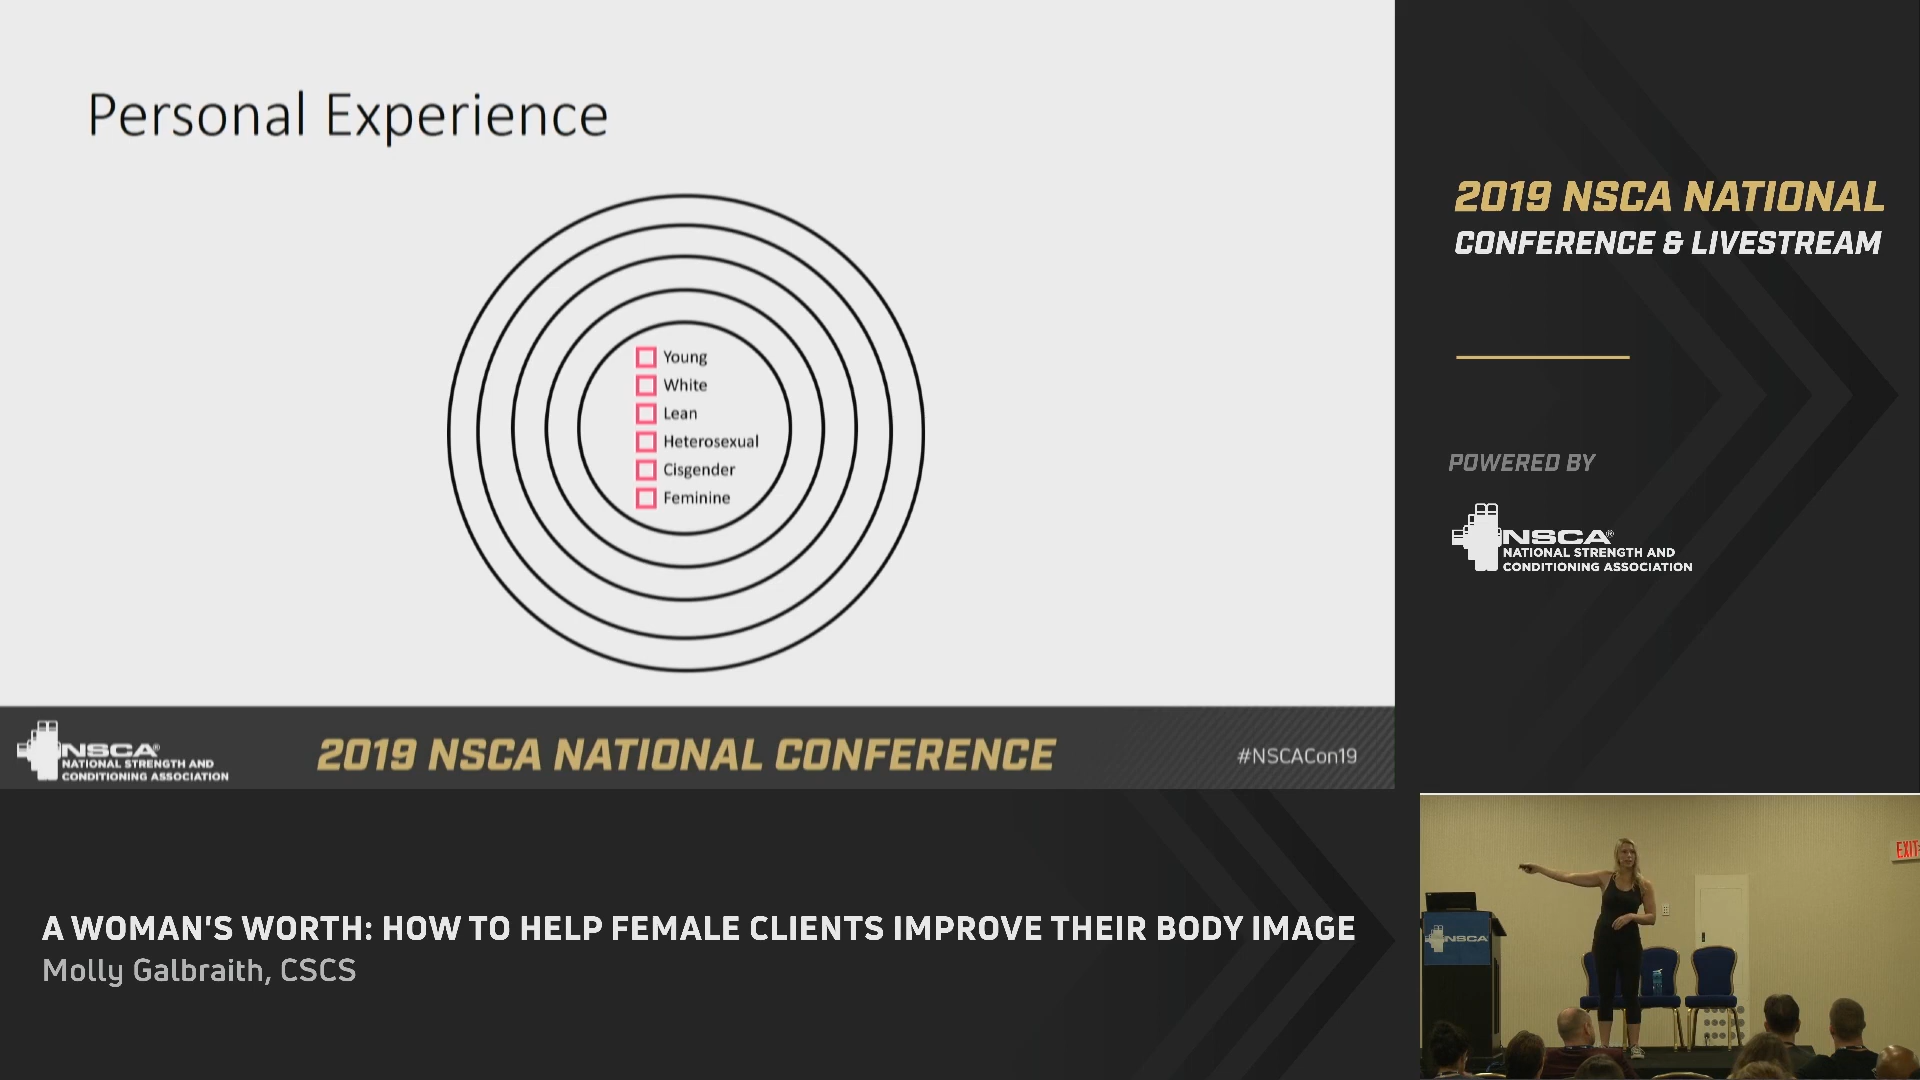 Personal Experience
Young
White
Lean
Heterosexual
Cisgender
Feminine
NSCA®
NATIONAL STRENGTH AND
CONDITIONING ASSOCIATION
2019 NSCA NATIONAL CONFERENCE
#NSCACon19
2019 NSCA NATIONAL
CONFERENCE & LIVESTREAM
POWERED BY
NSCA®
NATIONAL STRENGTH AND
CONDITIONING ASSOCIATION
A WOMAN'S WORTH: HOW TO HELP FEMALE CLIENTS IMPROVE THEIR BODY IMAGE
Molly Galbraith, CSCS
NSCA
EXIT